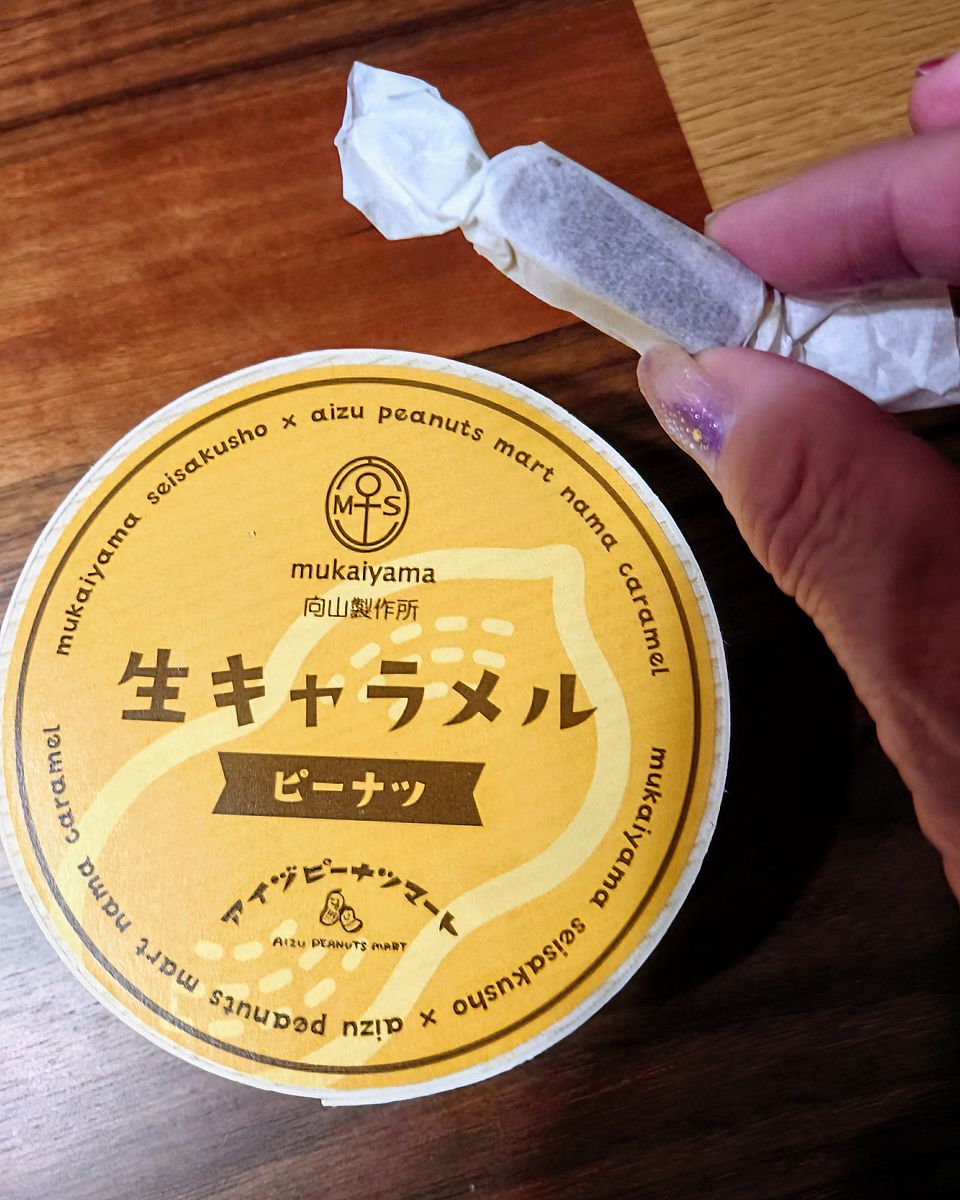 mukaiyama seisakusho × aizu peanuts mart nama caramel
M S
mukaiyama
向山製作所
生キャラメル
ピーナッツ
アイヅピーナツマート
AIZU PEANUTS MART
mukaiyama seisakusho × aizu peanuts mart nama caramel